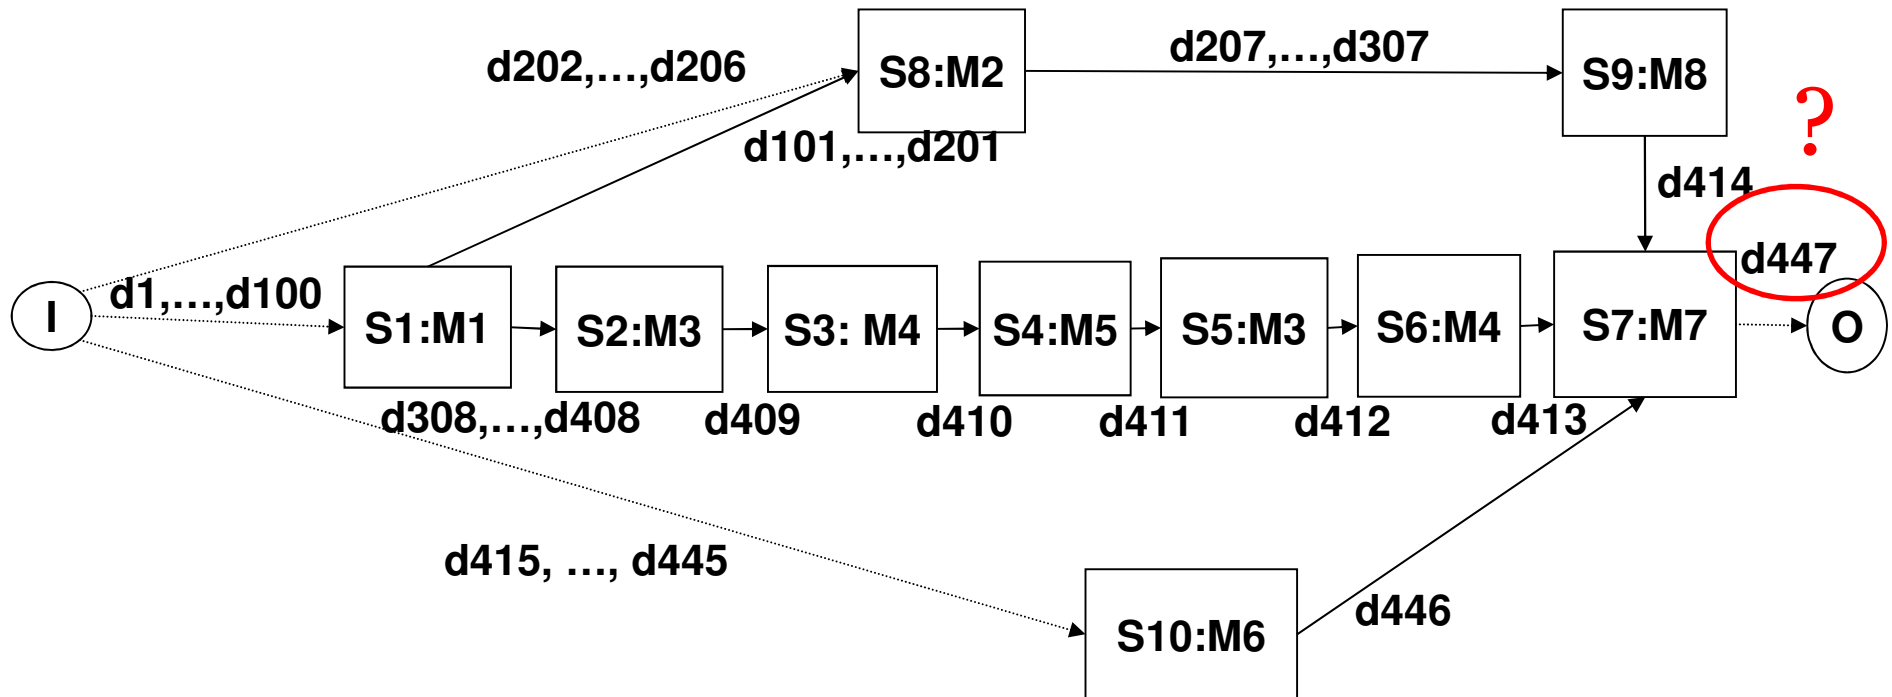 d202,…,d206
S8:M2
d207,…,d307
S9:M8
?
d101,…,d201
d414
d447
I
d1,…,d100
S1:M1
S2:M3
S3: M4
S4:M5
S5:M3
S6:M4
S7:M7
O
d308,…,d408
d409
d410
d411
d412
d413
d415, …, d445
S10:M6
d446